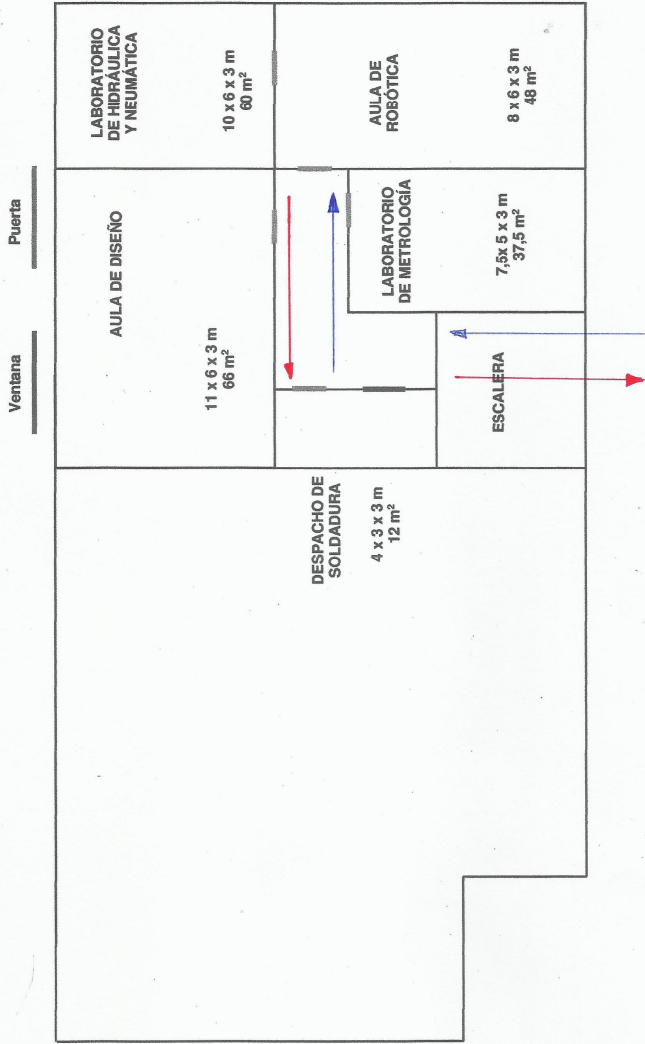 Ventana
Puerta
AULA DE DISEÑO
11 x 6 x 3 m
66 m²
LABORATORIO
DE HIDRÁULICA
Y NEUMÁTICA
10 x 6 x 3 m
60 m²
DESPACHO DE
SOLDADURA
4 x 3 x 3 m
12 m²
ESCALERA
LABORATORIO
DE METROLOGÍA
7,5x 5 x 3 m
37,5 m²
AULA DE
ROBÓTICA
8 x 6 x 3 m
48 m²